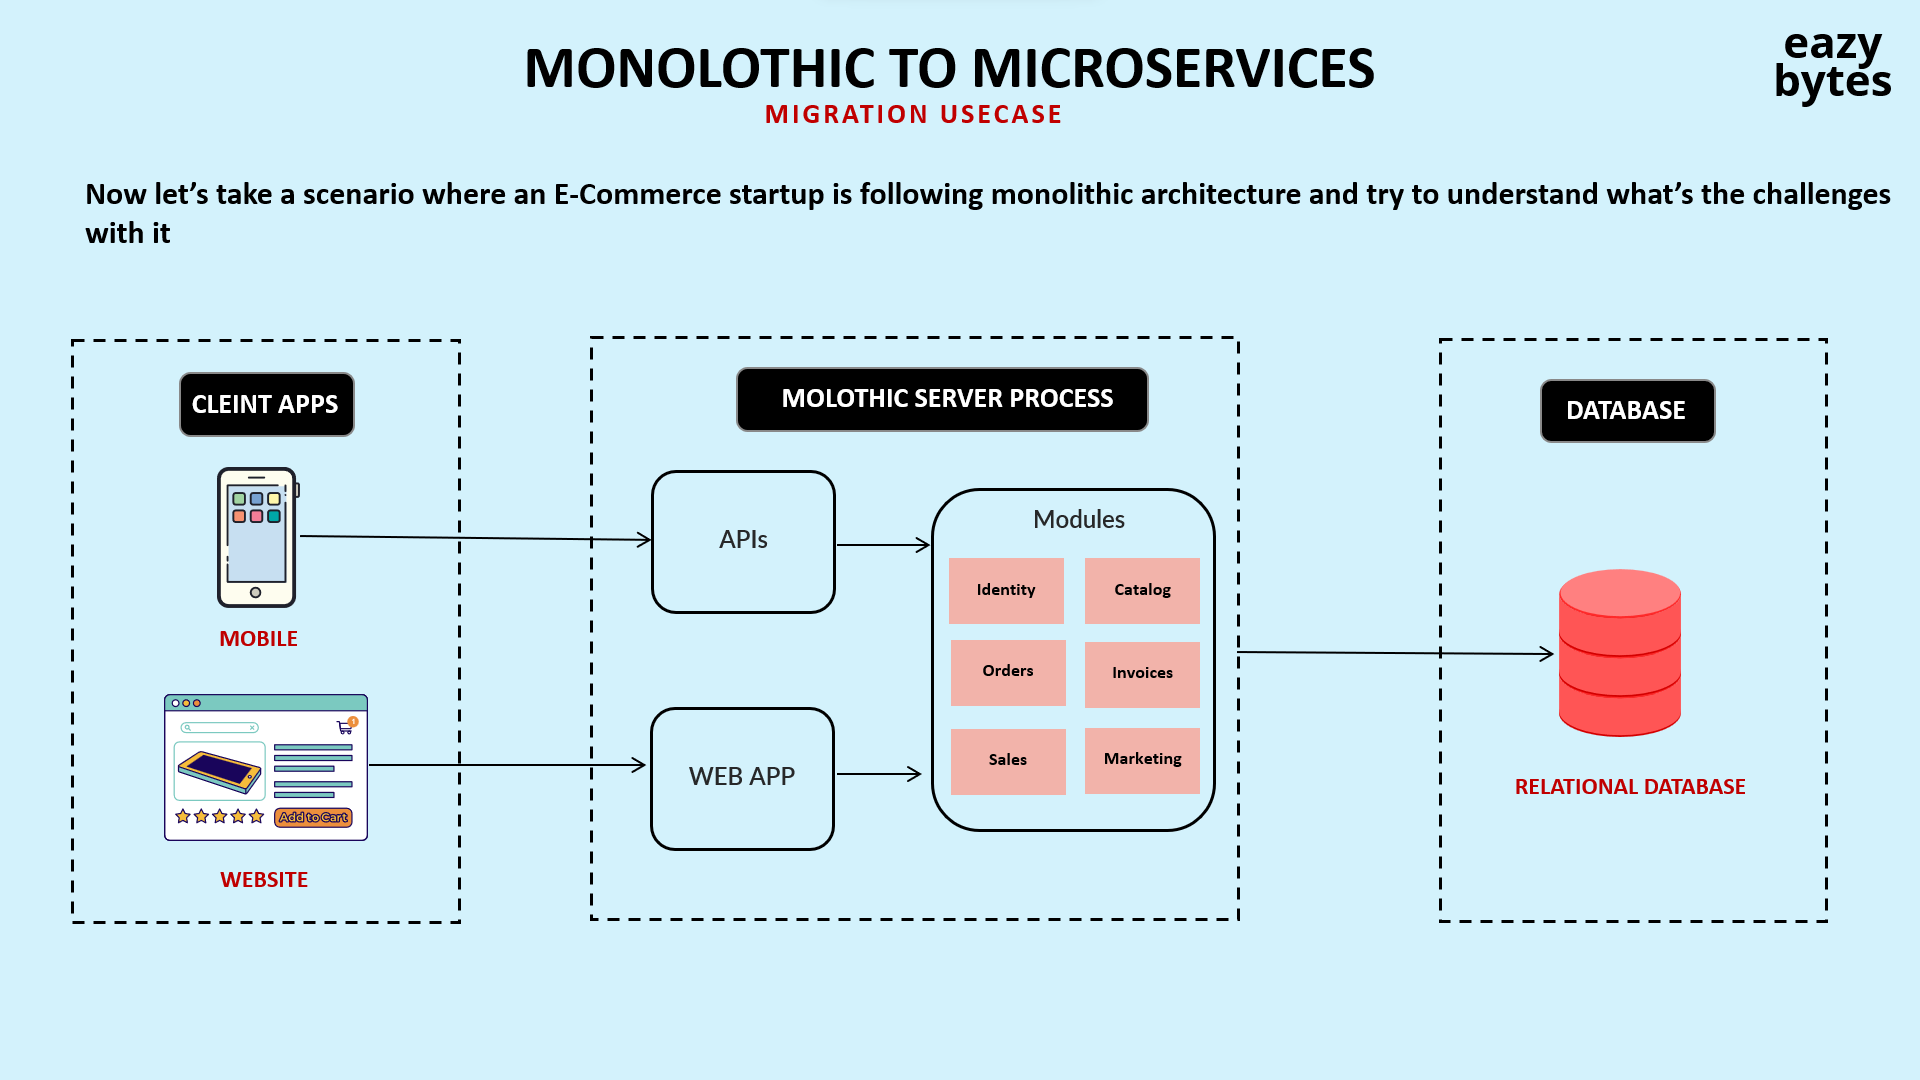 MONOLOTHIC TO MICROSERVICES
MIGRATION USECASE
eazy
bytes
Now let's take a scenario where an E-Commerce startup is following monolithic architecture and try to understand what's the challenges
with it
CLEINT APPS
MOBILE
1
Add to Cart
WEBSITE
MOLOTHIC SERVER PROCESS
APIs
WEB APP
Modules
Identity
Catalog
Orders
Invoices
Sales
Marketing
DATABASE
RELATIONAL DATABASE